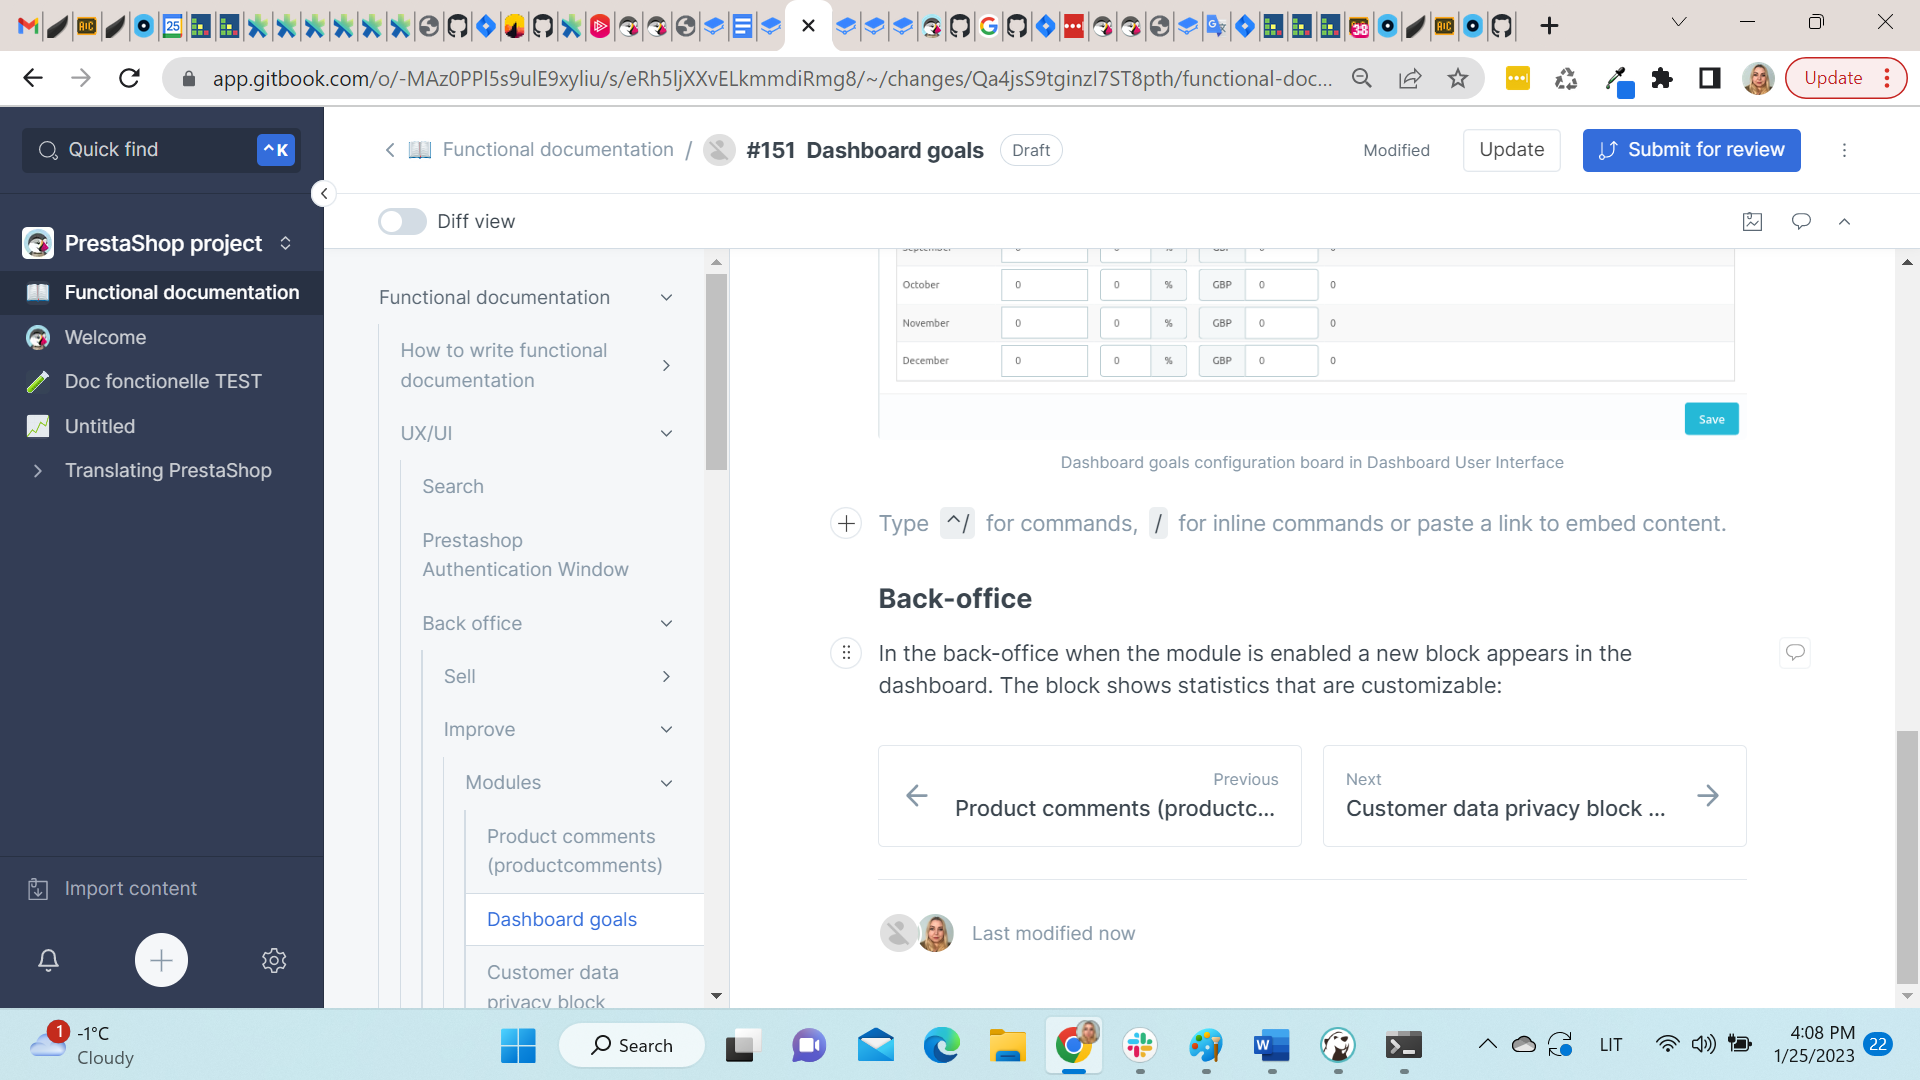 app.gitbook.com/o/-MAz0PPl5s9ulE9xyliu/s/eRh5ljXXvELkmmdiRmg8/~/changes/Qa4jsS9tginzI7ST8pth/functional-doc...
Update
Quick find
^K
Functional documentation / #151 Dashboard goals
Draft
Modified
Update
Submit for review
Diff view
PrestaShop project
Functional documentation
Welcome
Doc fonctionelle TEST
Untitled
Translating PrestaShop
Import content
Functional documentation
How to write functional
documentation
UX/UI
Search
Prestashop
Authentication Window
Back office
Sell
Improve
Modules
Product comments
(productcomments)
Dashboard goals
Customer data
privacy block
September
October 0 0 % GBP 0 0
November 0 0 % GBP 0 0
December 0 0 % GBP 0 0
Save
Dashboard goals configuration board in Dashboard User Interface
Type ^/ for commands, / for inline commands or paste a link to embed content.
Back-office
In the back-office when the module is enabled a new block appears in the
dashboard. The block shows statistics that are customizable:
Previous
Product comments (productc...
Next
Customer data privacy block ...
Last modified now
1
-1°C
Cloudy
Search
LIT
4:08 PM
1/25/2023
22